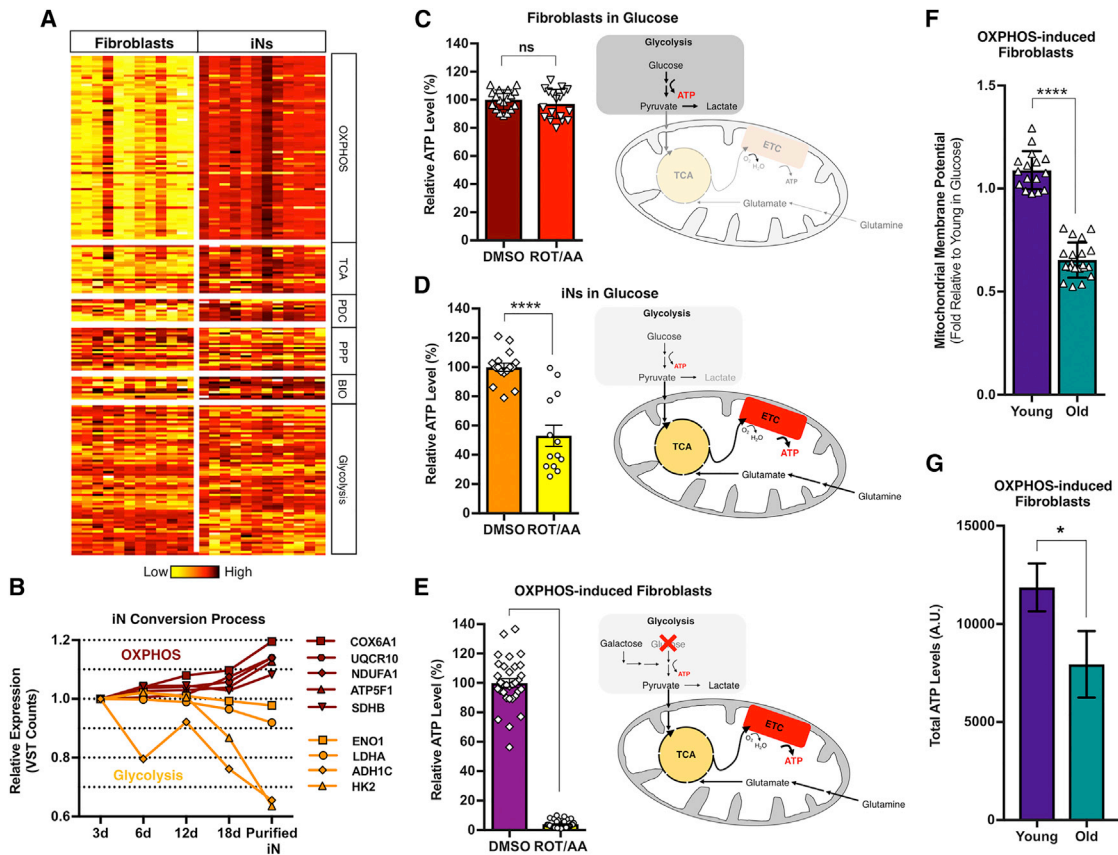 A
Fibroblasts iNs
OXPHOS
TCA
PDC
PPP
BIO
Glycolysis
Low High
B
iN Conversion Process
Relative Expression
(VST Counts)
1.2
1.0
0.8
0.6
OXPHOS
Glycolysis
3d 6d 12d 18d Purified
iN
COX6A1
UQCR10
NDUFA1
ATP5F1
SDHB
ENO1
LDHA
ADH1C
HK2
C
Fibroblasts in Glucose
Relative ATP Level (%)
140
120
100
80
60
40
20
0
ns
DMSO ROT/AA
Glycolysis
Glucose
ATP
Pyruvate Lactate
TCA
ETC
O2
H2O
ATP
Glutamate
Glutamine
D
iNs in Glucose
Relative ATP Level (%)
140
120
100
80
60
40
20
0
****
DMSO ROT/AA
Glycolysis
Glucose
ATP
Pyruvate Lactate
TCA
ETC
O2
H2O
ATP
Glutamate
Glutamine
E
OXPHOS-induced Fibroblasts
Relative ATP Level (%)
140
120
100
80
60
40
20
0
DMSO ROT/AA
Glycolysis
Galactose Glucose
ATP
Pyruvate Lactate
TCA
ETC
O2
H2O
ATP
Glutamate
Glutamine
F
OXPHOS-induced
Fibroblasts
Mitochondrial Membrane Potential
(Fold Relative to Young in Glucose)
1.5
1.0
0.5
0.0
****
Young Old
G
OXPHOS-induced
Fibroblasts
Total ATP Levels (A.U.)
15000
10000
5000
0
*
Young Old